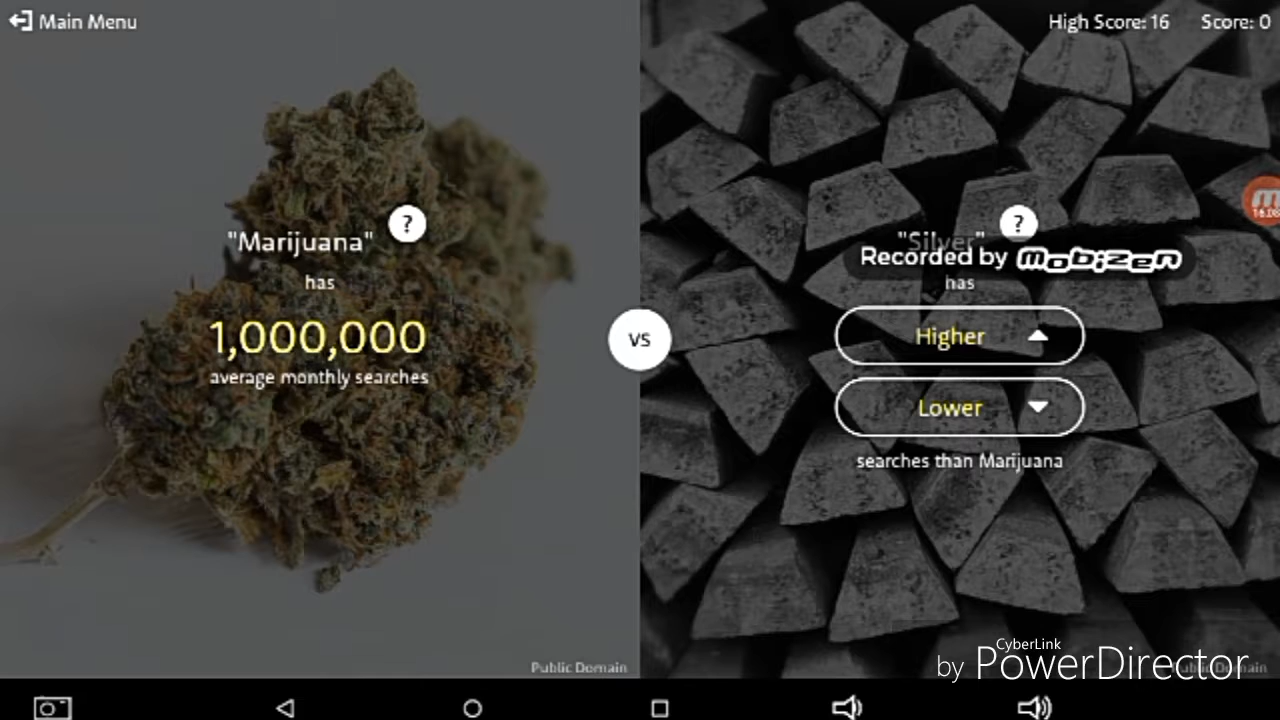 Main Menu
High Score: 16
Score: 0
"Marijuana"
?
has
1,000,000
average monthly searches
vs
"Silver"
?
Recorded by mobizen
has
Higher
Lower
searches than Marijuana
Public Domain
CyberLink
by PowerDirector